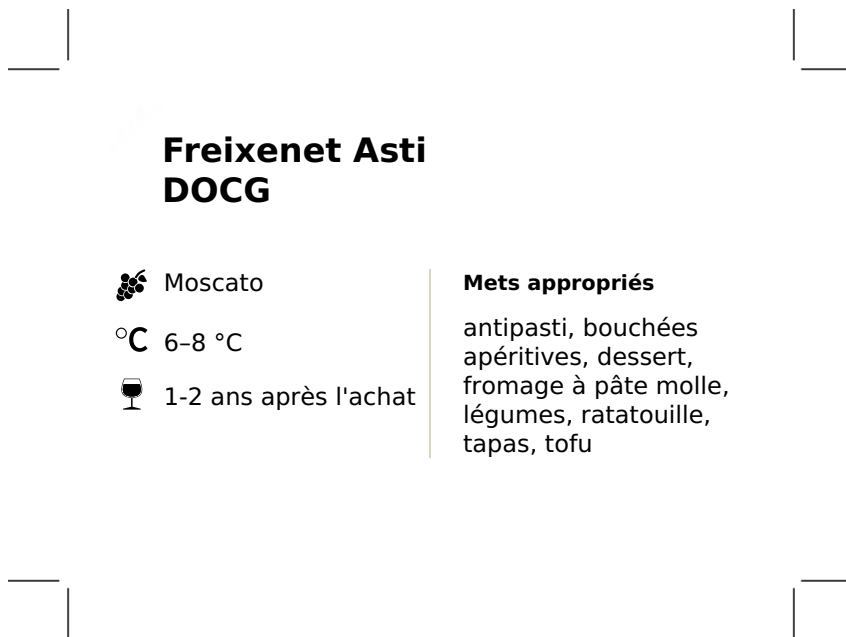 Freixenet Asti
DOCG
Moscato
°C 6–8 °C
1-2 ans après l'achat
Mets appropriés
antipasti, bouchées
apéritives, dessert,
fromage à pâte molle,
légumes, ratatouille,
tapas, tofu